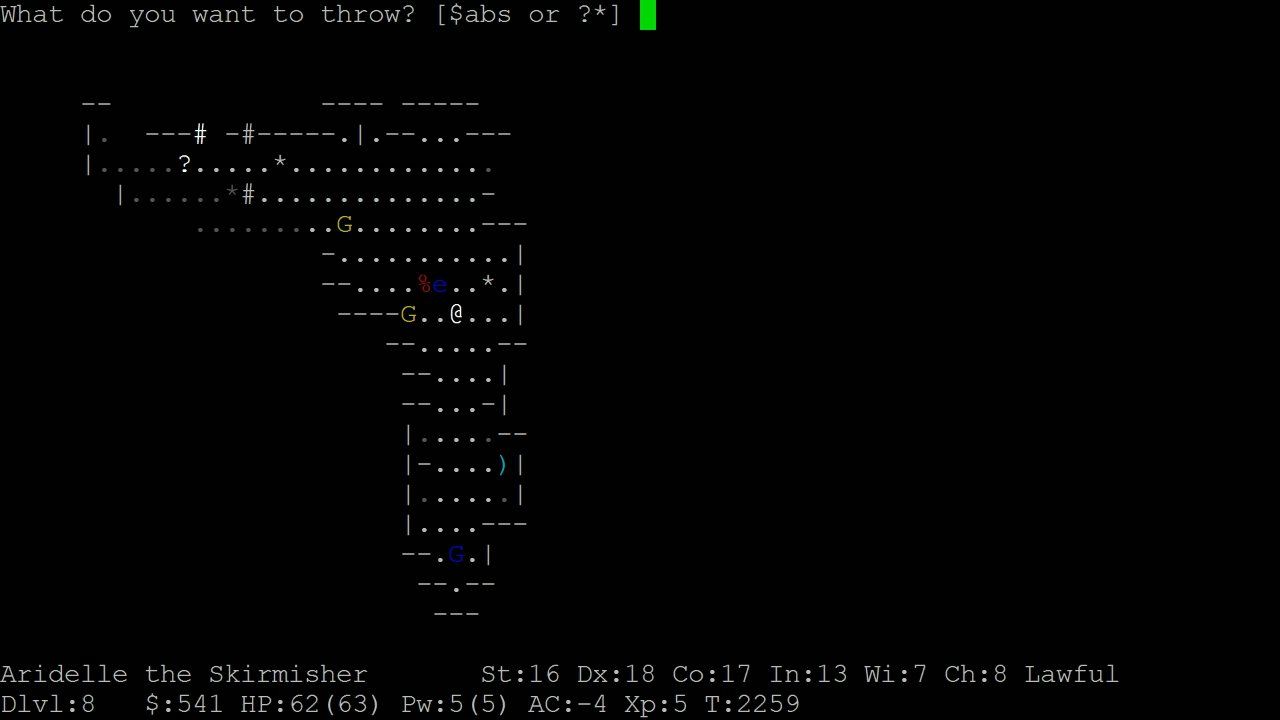 What do you want to throw? [$abs or ?*]
--             ---- -----
|.  ---# -#-----.|.--...---
|.....?.....*.............
|......*#..............-
.........G........---
-...........|
--....%e..*.|
----G..@...|
--.....--
--....|
--...-|
|.....--
|-....)|
|......|
|....---
--.G.|
--.--
---
Aridelle the Skirmisher       St:16 Dx:18 Co:17 In:13 Wi:7 Ch:8 Lawful
Dlvl:8   $:541 HP:62(63) Pw:5(5) AC:-4 Xp:5 T:2259